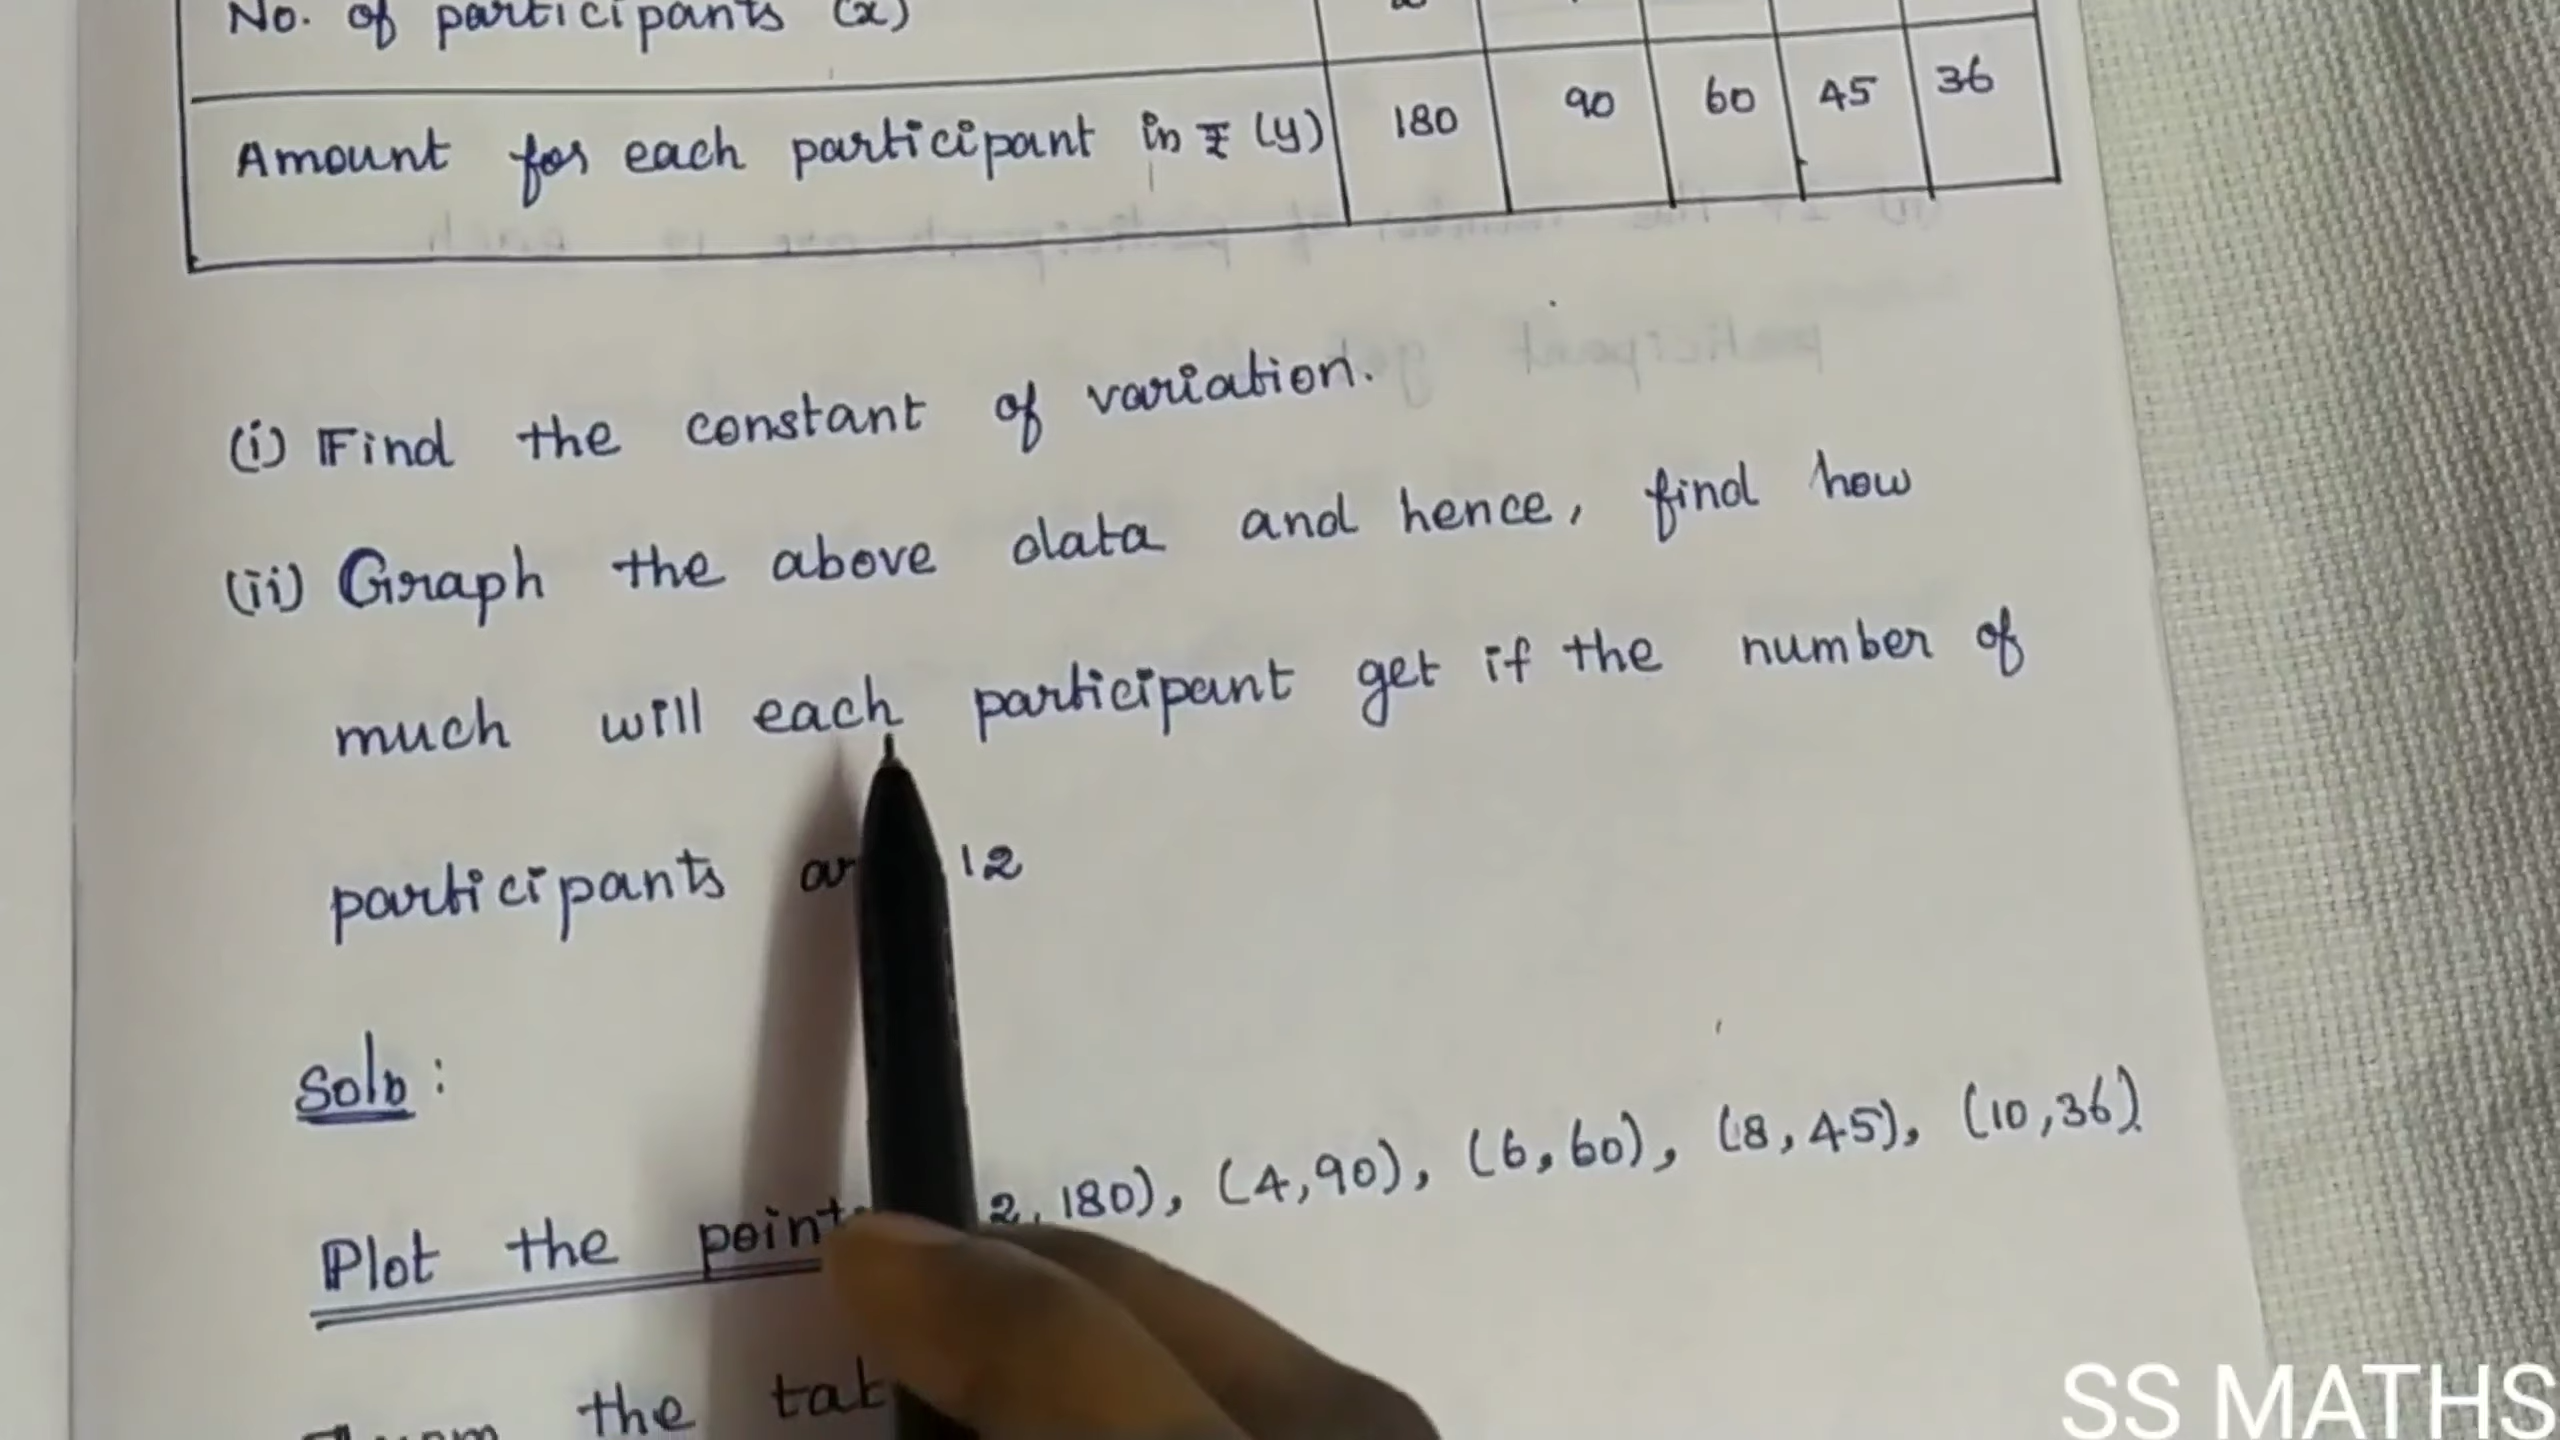 No. of participants (x)
Amount for each participant in ₹ (y) 180 90 60 45 36
(i) Find the constant of variation.
(ii) Graph the above data and hence, find how
much will each participant get if the number of
participants 12
Soln :
Plot the 2, 180), (4,90), (6,60), (8,45), (10,36)
the
SS MATHS